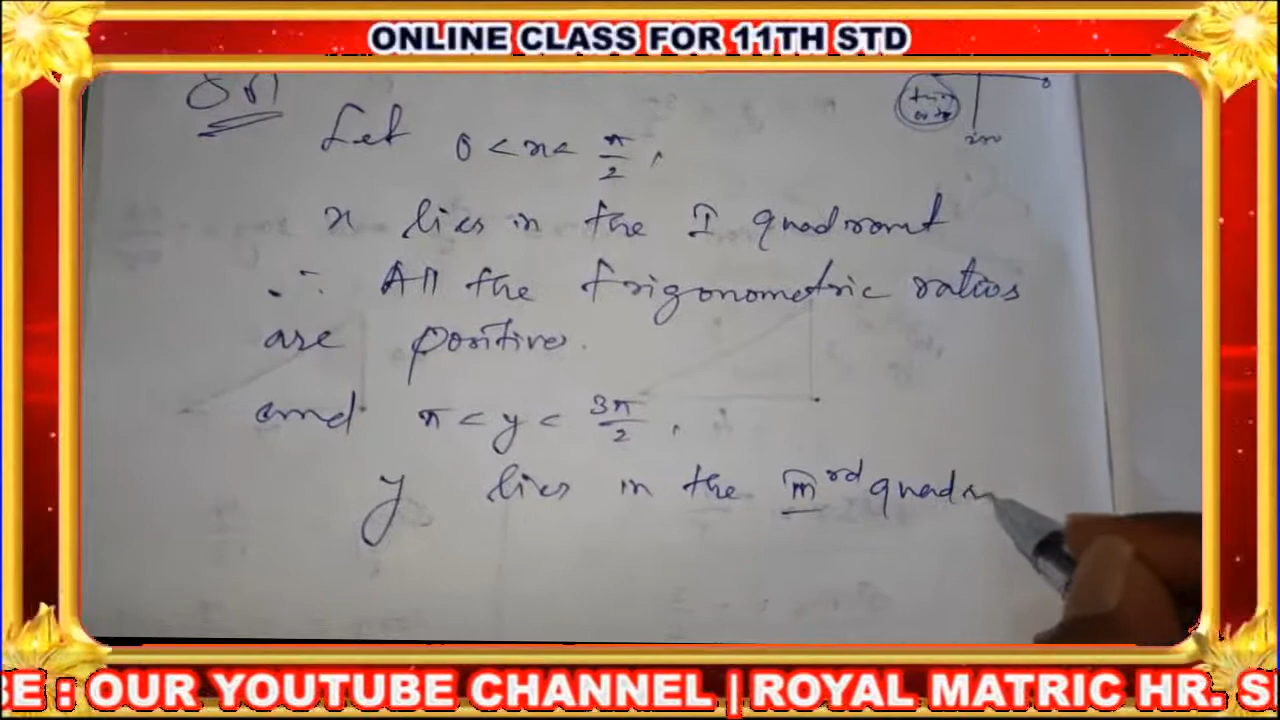 ONLINE CLASS FOR 11TH STD
Let 0 < x < π/2,
x lies in the I quadrant
∴ All the trigonometric ratios
are positive.
and π < y < 3π/2,
y lies in the III rd quadr
BE : OUR YOUTUBE CHANNEL | ROYAL MATRIC HR. S